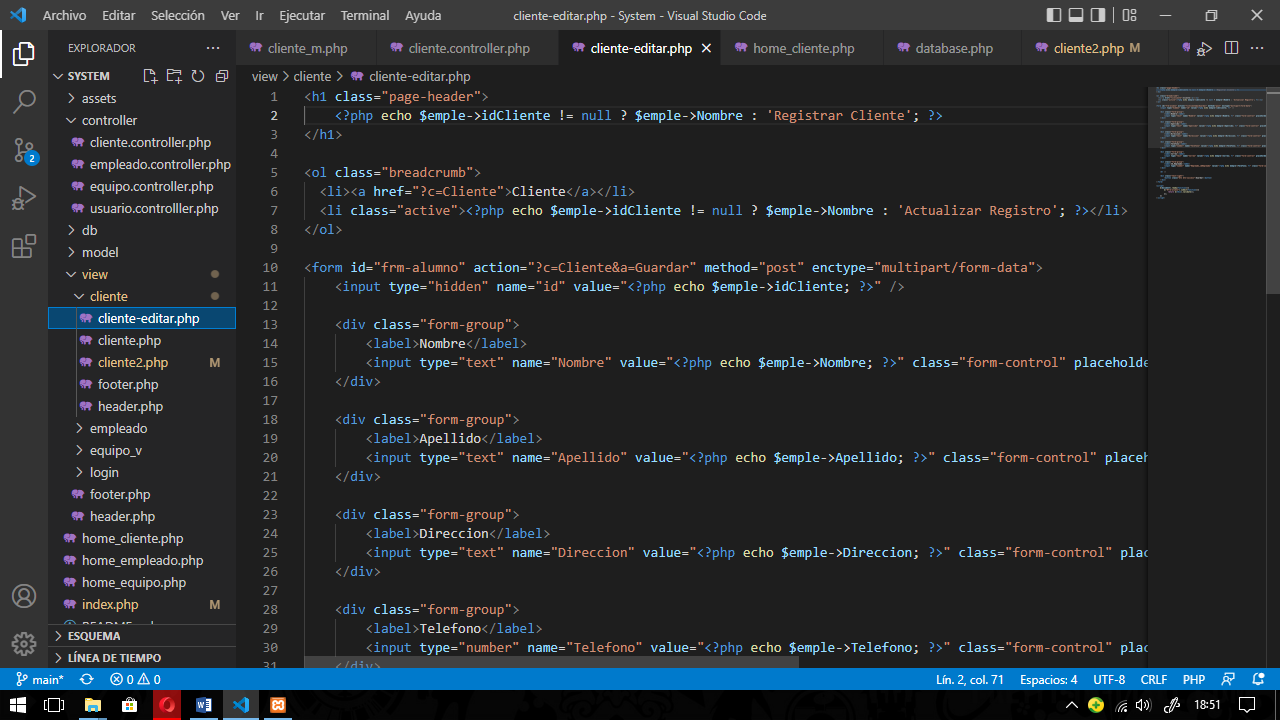 Archivo Editar Selección Ver Ir Ejecutar Terminal Ayuda cliente-editar.php - System - Visual Studio Code
EXPLORADOR
SYSTEM
assets
controller
cliente.controller.php
empleado.controller.php
equipo.controller.php
usuario.controlller.php
db
model
view
cliente
cliente-editar.php
cliente.php
cliente2.php M
footer.php
header.php
empleado
equipo_v
login
footer.php
header.php
home_cliente.php
home_empleado.php
home_equipo.php
index.php M
ESQUEMA
LÍNEA DE TIEMPO
2
cliente_m.php cliente.controller.php cliente-editar.php home_cliente.php database.php cliente2.php M
view > cliente > cliente-editar.php
1 <h1 class="page-header">
2 <?php echo $emple->idCliente != null ? $emple->Nombre : 'Registrar Cliente'; ?>
3 </h1>
4
5 <ol class="breadcrumb">
6 <li><a href="?c=Cliente">Cliente</a></li>
7 <li class="active"><?php echo $emple->idCliente != null ? $emple->Nombre : 'Actualizar Registro'; ?></li>
8 </ol>
9
10 <form id="frm-alumno" action="?c=Cliente&a=Guardar" method="post" enctype="multipart/form-data">
11 <input type="hidden" name="id" value="<?php echo $emple->idCliente; ?>" />
12
13 <div class="form-group">
14 <label>Nombre</label>
15 <input type="text" name="Nombre" value="<?php echo $emple->Nombre; ?>" class="form-control" placeholde
16 </div>
17
18 <div class="form-group">
19 <label>Apellido</label>
20 <input type="text" name="Apellido" value="<?php echo $emple->Apellido; ?>" class="form-control" placeh
21 </div>
22
23 <div class="form-group">
24 <label>Direccion</label>
25 <input type="text" name="Direccion" value="<?php echo $emple->Direccion; ?>" class="form-control" plac
26 </div>
27
28 <div class="form-group">
29 <label>Telefono</label>
30 <input type="number" name="Telefono" value="<?php echo $emple->Telefono; ?>" class="form-control" plac
31 </div>
main* 0 0 Lín. 2, col. 71 Espacios: 4 UTF-8 CRLF PHP
18:51